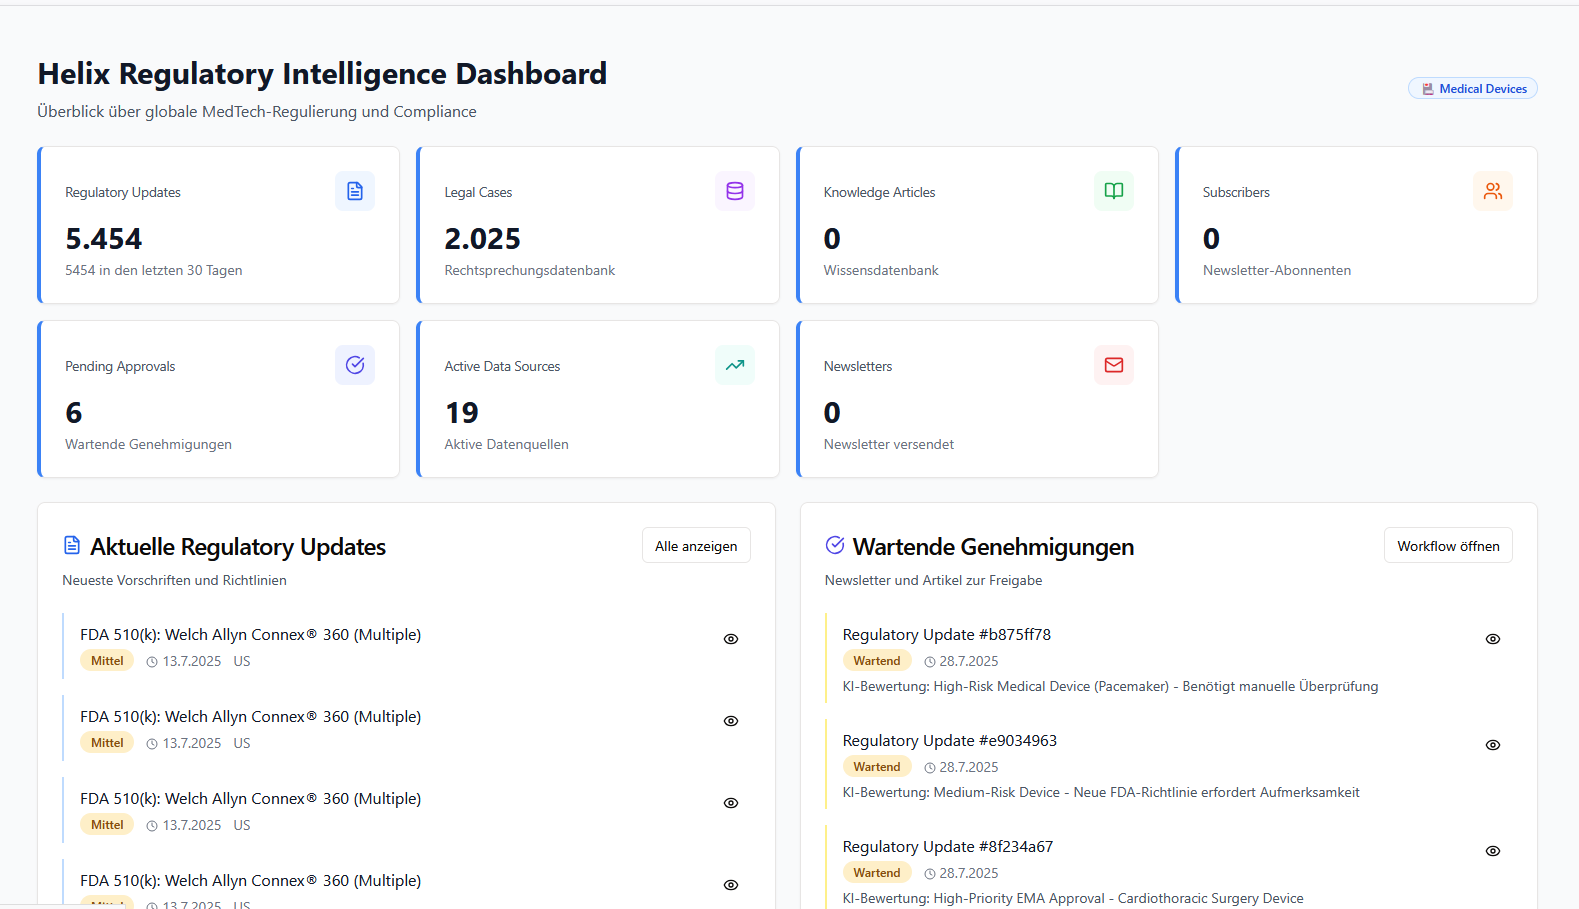 Helix Regulatory Intelligence Dashboard
Überblick über globale MedTech-Regulierung und Compliance
Medical Devices
Regulatory Updates
5.454
5454 in den letzten 30 Tagen
Legal Cases
2.025
Rechtsprechungsdatenbank
Knowledge Articles
0
Wissensdatenbank
Subscribers
0
Newsletter-Abonnenten
Pending Approvals
6
Wartende Genehmigungen
Active Data Sources
19
Aktive Datenquellen
Newsletters
0
Newsletter versendet
Aktuelle Regulatory Updates
Alle anzeigen
Neueste Vorschriften und Richtlinien
FDA 510(k): Welch Allyn Connex® 360 (Multiple)
Mittel 13.7.2025 US
FDA 510(k): Welch Allyn Connex® 360 (Multiple)
Mittel 13.7.2025 US
FDA 510(k): Welch Allyn Connex® 360 (Multiple)
Mittel 13.7.2025 US
FDA 510(k): Welch Allyn Connex® 360 (Multiple)
Mittel 13.7.2025 US
Wartende Genehmigungen
Workflow öffnen
Newsletter und Artikel zur Freigabe
Regulatory Update #b875ff78
Wartend 28.7.2025
KI-Bewertung: High-Risk Medical Device (Pacemaker) - Benötigt manuelle Überprüfung
Regulatory Update #e9034963
Wartend 28.7.2025
KI-Bewertung: Medium-Risk Device - Neue FDA-Richtlinie erfordert Aufmerksamkeit
Regulatory Update #8f234a67
Wartend 28.7.2025
KI-Bewertung: High-Priority EMA Approval - Cardiothoracic Surgery Device